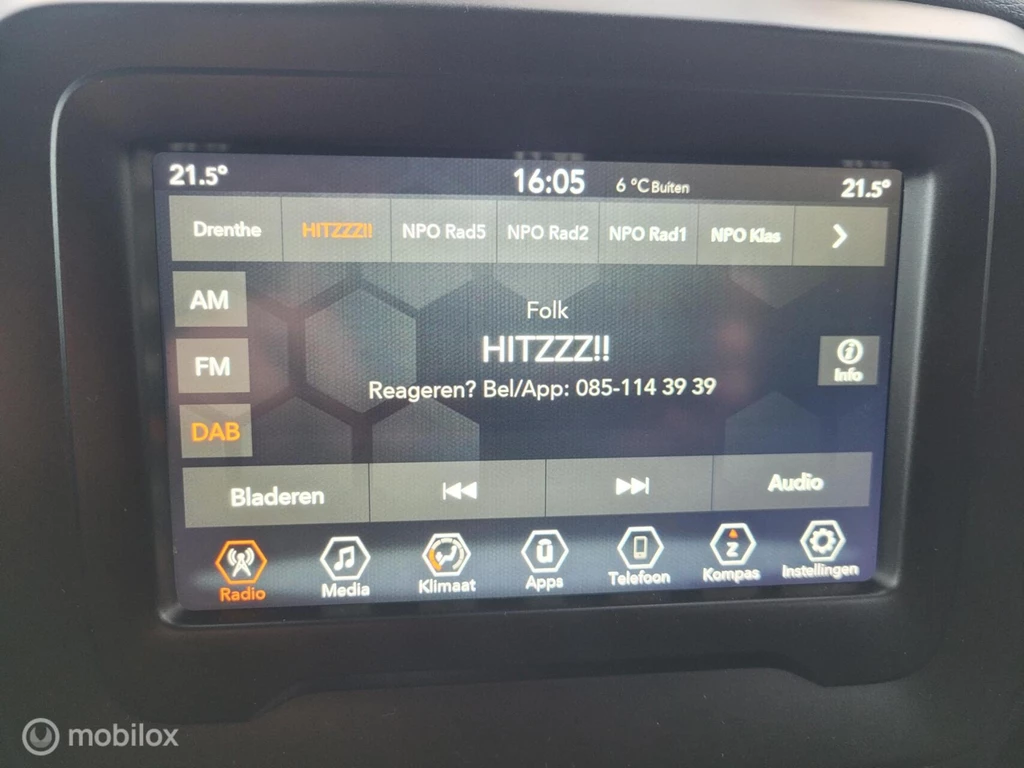 21.5° 16:05 6 °C Buiten 21.5°
Drenthe HITZZZ!! NPO Rad5 NPO Rad2 NPO Rad1 NPO Klas
AM
Folk
HITZZZ!!
FM
Info
Reageren? Bel/App: 085-114 39 39
DAB
Bladeren Audio
Radio Media Klimaat Apps Telefoon Z Kompas Instellingen
mobilox